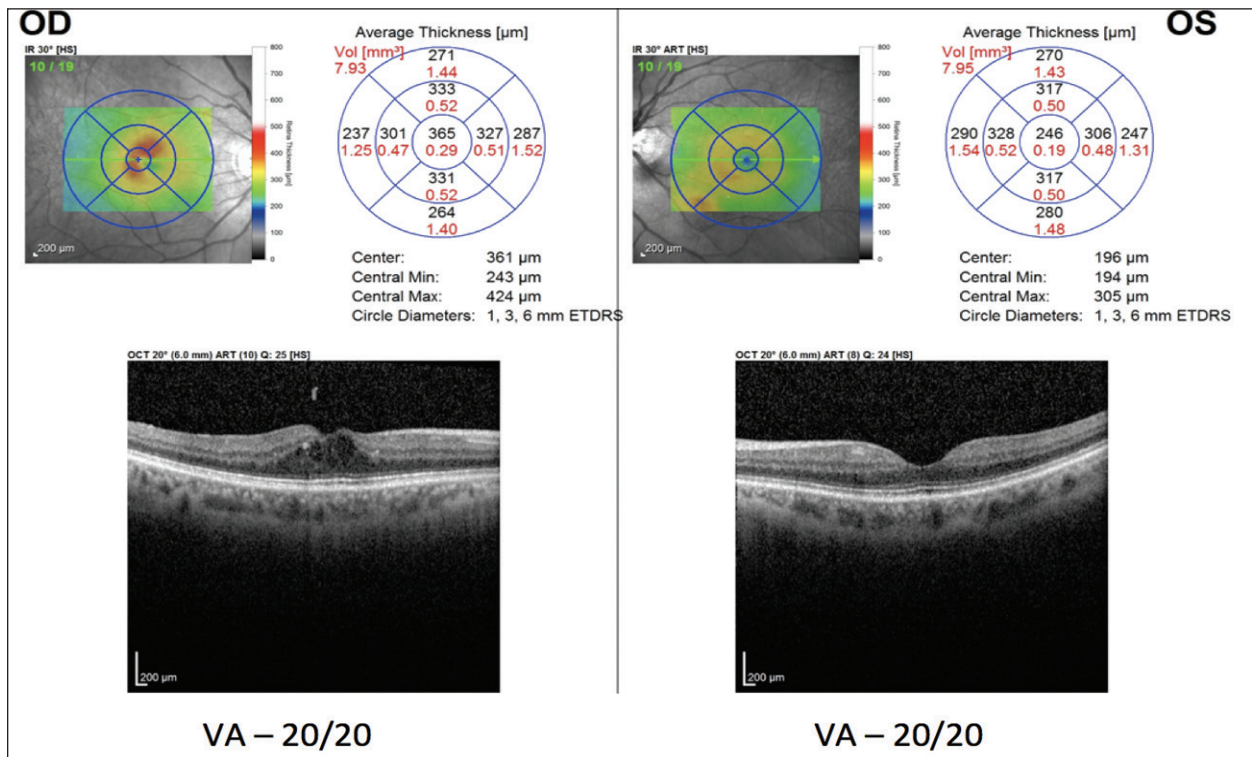 OD
IR 30° [HS]
10 / 19
200 µm
800
700
600
500
400
300
200
100
0
Retina Thickness [µm]
Average Thickness [µm]
Vol [mm³]
7.93
271
1.44
333
0.52
237 301 365 327 287
1.25 0.47 0.29 0.51 1.52
331
0.52
264
1.40
Center: 361 µm
Central Min: 243 µm
Central Max: 424 µm
Circle Diameters: 1, 3, 6 mm ETDRS
OCT 20° (6.0 mm) ART (10) Q: 25 [HS]
200 µm
VA – 20/20
OS
IR 30° ART [HS]
10 / 19
200 µm
800
700
600
500
400
300
200
100
0
Retina Thickness [µm]
Average Thickness [µm]
Vol [mm³]
7.95
270
1.43
317
0.50
290 328 246 306 247
1.54 0.52 0.19 0.48 1.31
317
0.50
280
1.48
Center: 196 µm
Central Min: 194 µm
Central Max: 305 µm
Circle Diameters: 1, 3, 6 mm ETDRS
OCT 20° (6.0 mm) ART (8) Q: 24 [HS]
200 µm
VA – 20/20